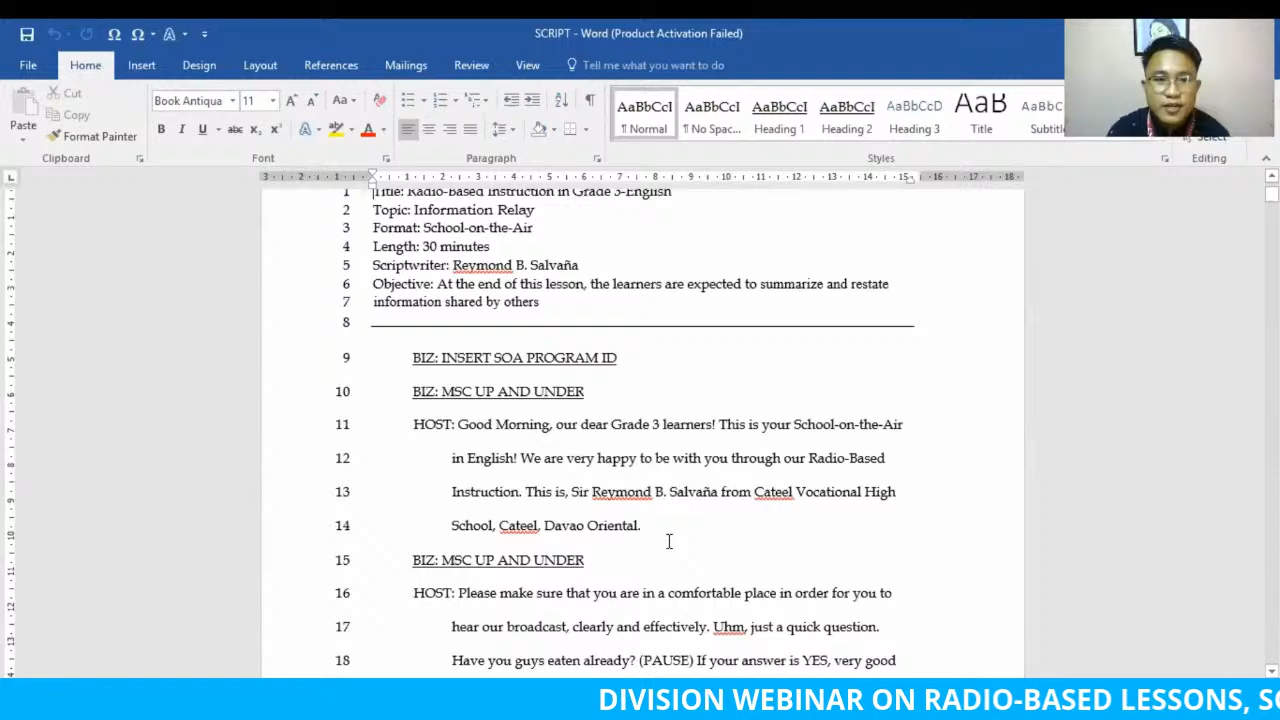 SCRIPT - Word (Product Activation Failed)
File Home Insert Design Layout References Mailings Review View Tell me what you want to do
Cut
Copy
Paste
Format Painter
Book Antiqua 11
AaBbCcI AaBbCcI AaBbCcI AaBbCcI AaBbCcD AaB AaBbCcD
¶ Normal ¶ No Spac... Heading 1 Heading 2 Heading 3 Title Subtitle
Select
Clipboard Font Paragraph Styles Editing
1 Title: Radio-Based Instruction in Grade 3-English
2 Topic: Information Relay
3 Format: School-on-the-Air
4 Length: 30 minutes
5 Scriptwriter: Reymond B. Salvaña
6 Objective: At the end of this lesson, the learners are expected to summarize and restate
7 information shared by others
8
9 BIZ: INSERT SOA PROGRAM ID
10 BIZ: MSC UP AND UNDER
11 HOST: Good Morning, our dear Grade 3 learners! This is your School-on-the-Air
12 in English! We are very happy to be with you through our Radio-Based
13 Instruction. This is, Sir Reymond B. Salvaña from Cateel Vocational High
14 School, Cateel, Davao Oriental.
15 BIZ: MSC UP AND UNDER
16 HOST: Please make sure that you are in a comfortable place in order for you to
17 hear our broadcast, clearly and effectively. Uhm, just a quick question.
18 Have you guys eaten already? (PAUSE) If your answer is YES, very good
DIVISION WEBINAR ON RADIO-BASED LESSONS,